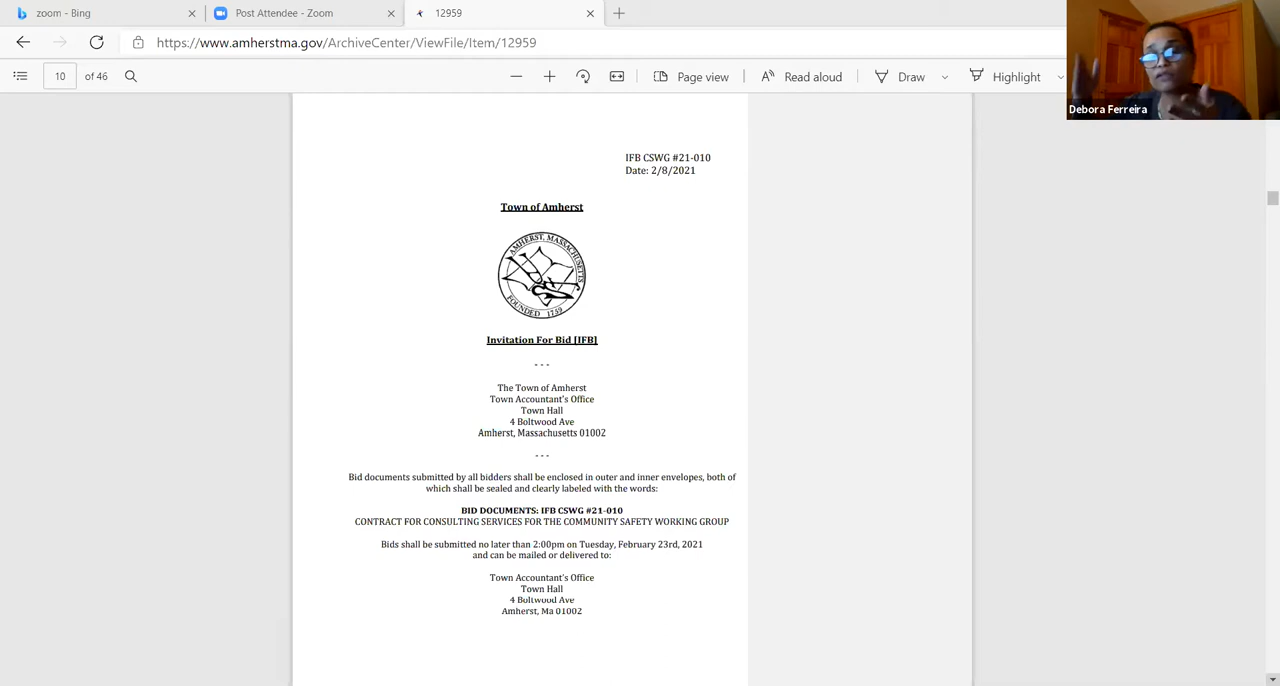 zoom - Bing
Post Attendee - Zoom
12959
https://www.amherstma.gov/ArchiveCenter/ViewFile/Item/12959
10 of 46
Page view
Read aloud
Draw
Highlight
Debora Ferreira
IFB CSWG #21-010
Date: 2/8/2021
Town of Amherst
AMHERST, MASSACHUSETTS
FOUNDED 1759
Invitation For Bid [IFB]
- - -
The Town of Amherst
Town Accountant's Office
Town Hall
4 Boltwood Ave
Amherst, Massachusetts 01002
- - -
Bid documents submitted by all bidders shall be enclosed in outer and inner envelopes, both of
which shall be sealed and clearly labeled with the words:
BID DOCUMENTS: IFB CSWG #21-010
CONTRACT FOR CONSULTING SERVICES FOR THE COMMUNITY SAFETY WORKING GROUP
Bids shall be submitted no later than 2:00pm on Tuesday, February 23rd, 2021
and can be mailed or delivered to:
Town Accountant's Office
Town Hall
4 Boltwood Ave
Amherst, Ma 01002